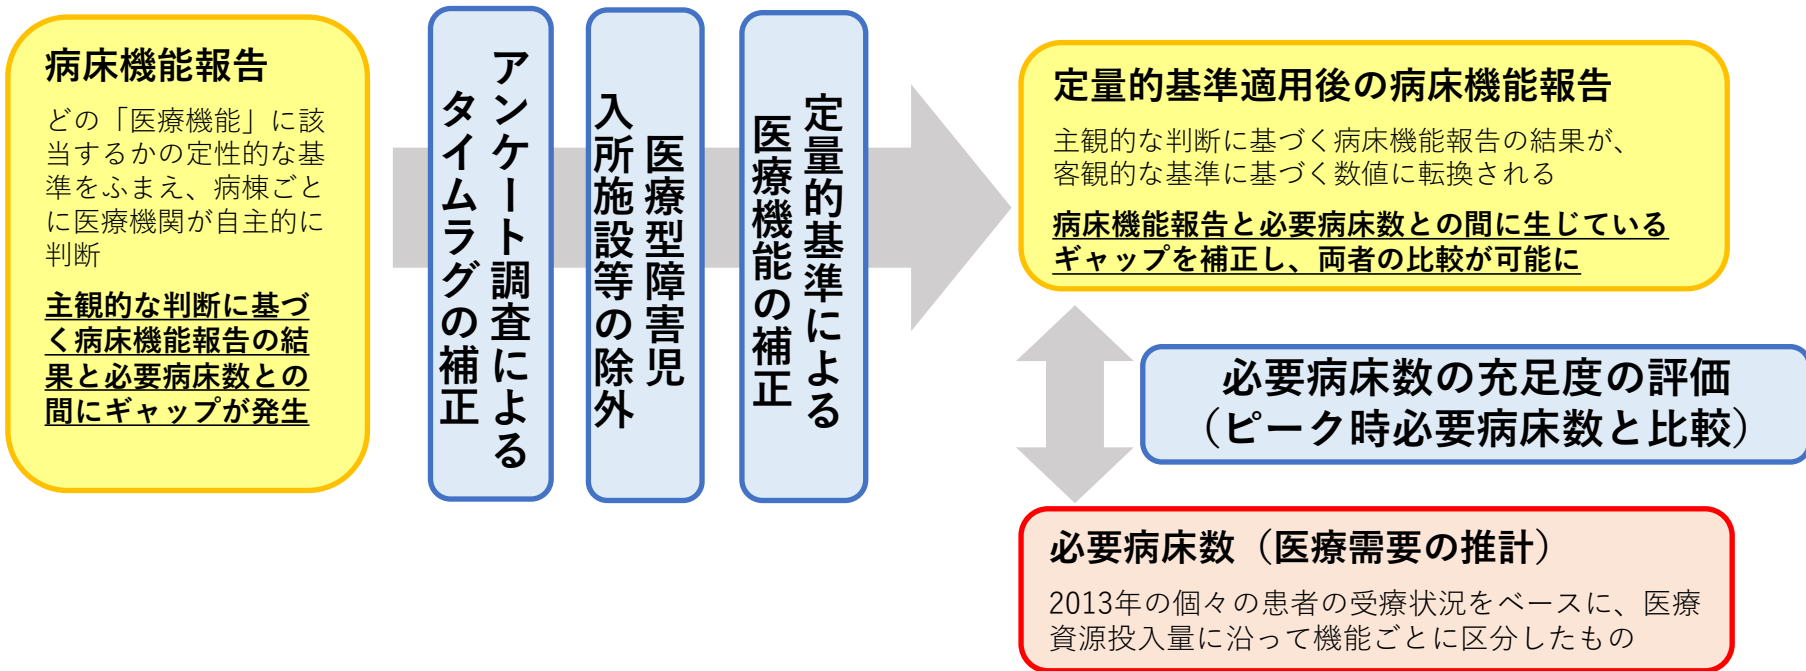 病床機能報告
どの「医療機能」に該
当するかの定性的な基
準をふまえ、病棟ごと
に医療機関が自主的に
判断
主観的な判断に基づ
く病床機能報告の結
果と必要病床数との
間にギャップが発生
アンケート調査による
タイムラグの補正
医療型障害児
入所施設等の除外
定量的基準による
医療機能の補正
定量的基準適用後の病床機能報告
主観的な判断に基づく病床機能報告の結果が、
客観的な基準に基づく数値に転換される
病床機能報告と必要病床数との間に生じている
ギャップを補正し、両者の比較が可能に
必要病床数の充足度の評価
（ピーク時必要病床数と比較）
必要病床数（医療需要の推計）
2013年の個々の患者の受療状況をベースに、医療
資源投入量に沿って機能ごとに区分したもの